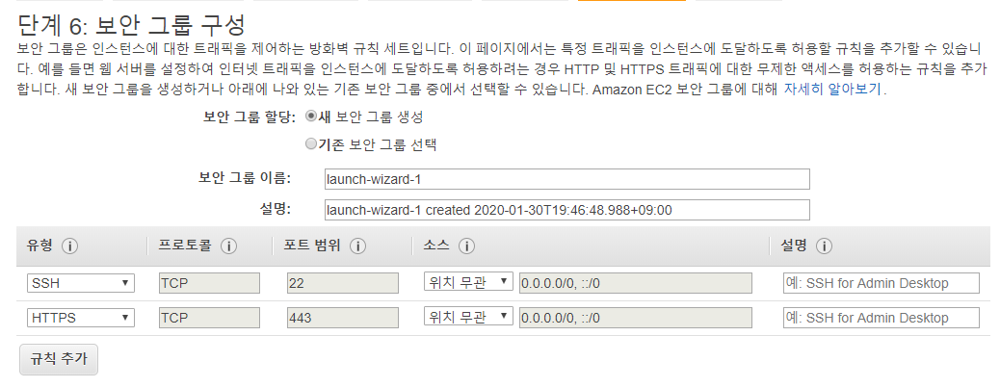 단계 6: 보안 그룹 구성
보안 그룹은 인스턴스에 대한 트래픽을 제어하는 방화벽 규칙 세트입니다. 이 페이지에서는 특정 트래픽을 인스턴스에 도달하도록 허용할 규칙을 추가할 수 있습니
다. 예를 들면 웹 서버를 설정하여 인터넷 트래픽을 인스턴스에 도달하도록 허용하려는 경우 HTTP 및 HTTPS 트래픽에 대한 무제한 액세스를 허용하는 규칙을 추가
합니다. 새 보안 그룹을 생성하거나 아래에 나와 있는 기존 보안 그룹 중에서 선택할 수 있습니다. Amazon EC2 보안 그룹에 대해 자세히 알아보기.
보안 그룹 할당: 새 보안 그룹 생성
기존 보안 그룹 선택
보안 그룹 이름: launch-wizard-1
설명: launch-wizard-1 created 2020-01-30T19:46:48.988+09:00
유형 i 프로토콜 i 포트 범위 i 소스 i 설명 i
SSH TCP 22 위치 무관 0.0.0.0/0, ::/0 예: SSH for Admin Desktop
HTTPS TCP 443 위치 무관 0.0.0.0/0, ::/0 예: SSH for Admin Desktop
규칙 추가